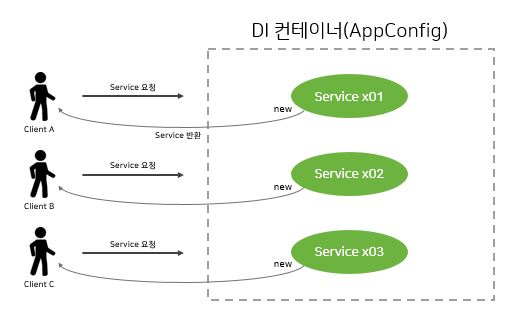 DI 컨테이너(AppConfig)
Service 요청
Service x01
new
Client A
Service 반환
Service 요청
Service x02
new
Client B
Service 요청
Service x03
new
Client C